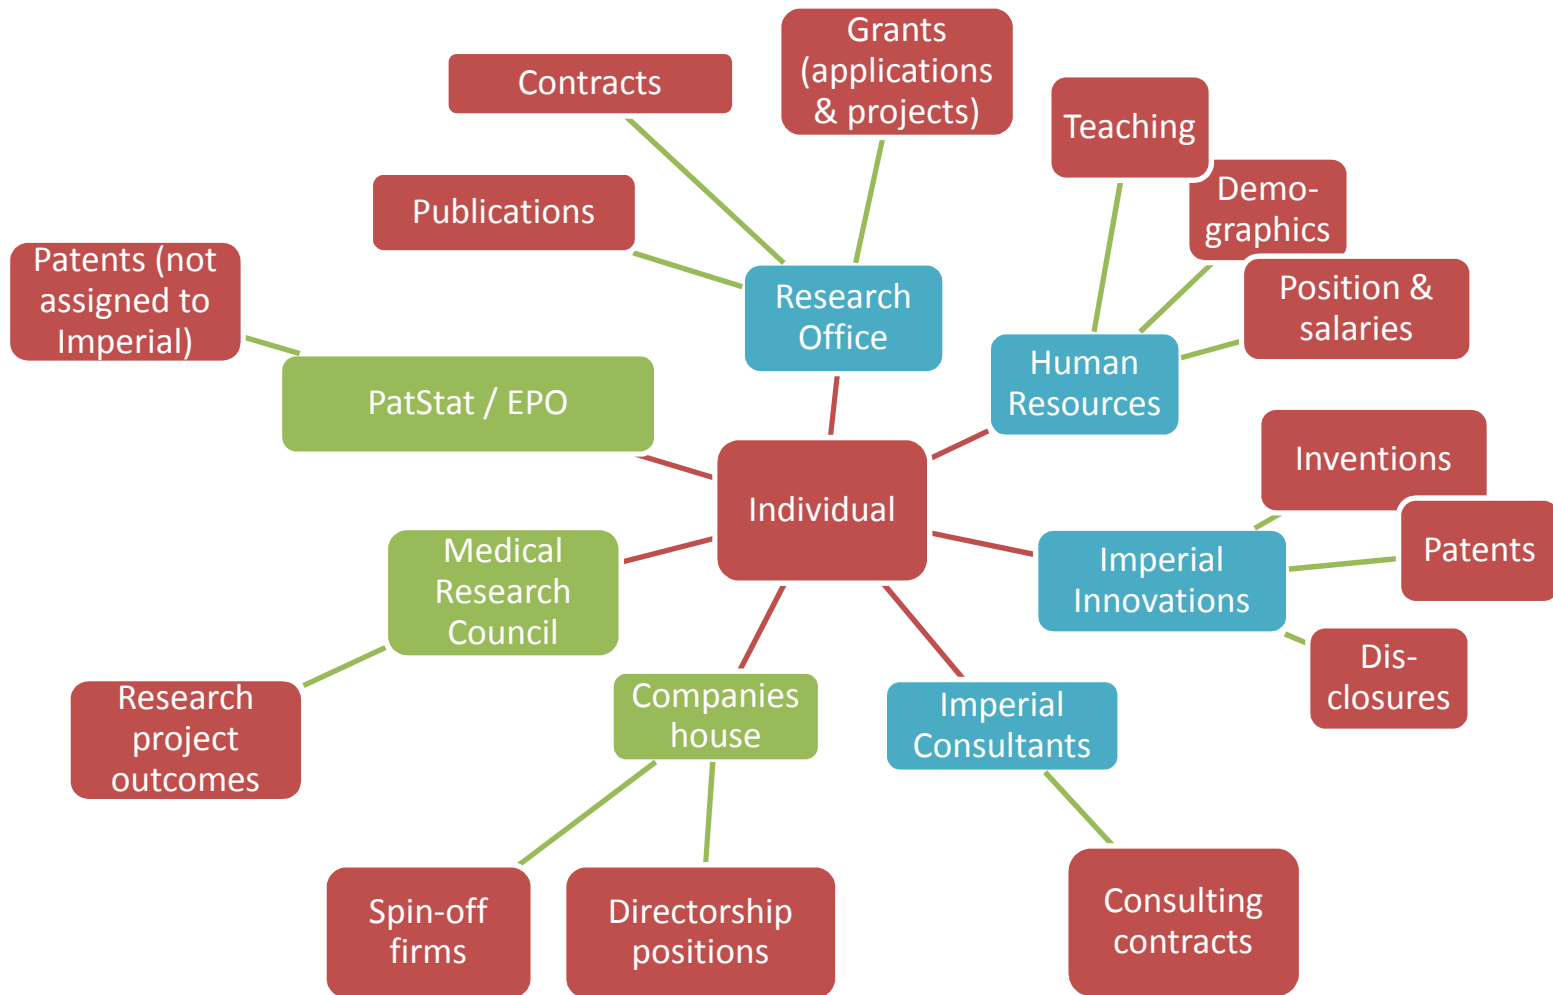 Grants
(applications
& projects)
Contracts
Teaching
Publications
Demo-
graphics
Patents (not
assigned to
Imperial)
Research
Office
Position &
salaries
Human
Resources
PatStat / EPO
Inventions
Individual
Patents
Medical
Research
Council
Imperial
Innovations
Dis-
closures
Research
project
outcomes
Companies
house
Imperial
Consultants
Spin-off
firms
Directorship
positions
Consulting
contracts